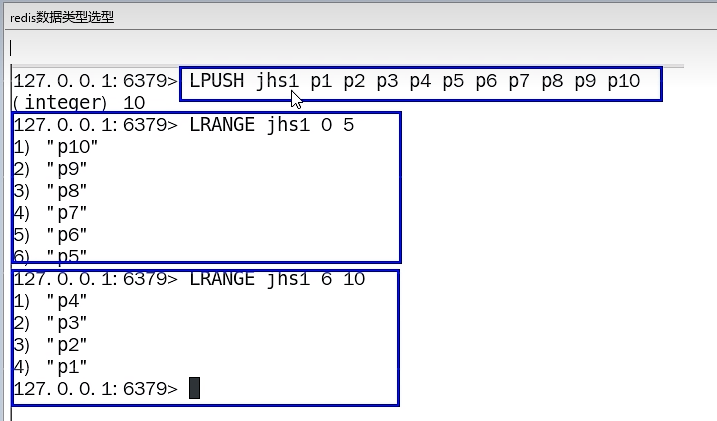 redis数据类型选型
127.0.0.1:6379> LPUSH jhs1 p1 p2 p3 p4 p5 p6 p7 p8 p9 p10
(integer) 10
127.0.0.1:6379> LRANGE jhs1 0 5
1) "p10"
2) "p9"
3) "p8"
4) "p7"
5) "p6"
6) "p5"
127.0.0.1:6379> LRANGE jhs1 6 10
1) "p4"
2) "p3"
3) "p2"
4) "p1"
127.0.0.1:6379>